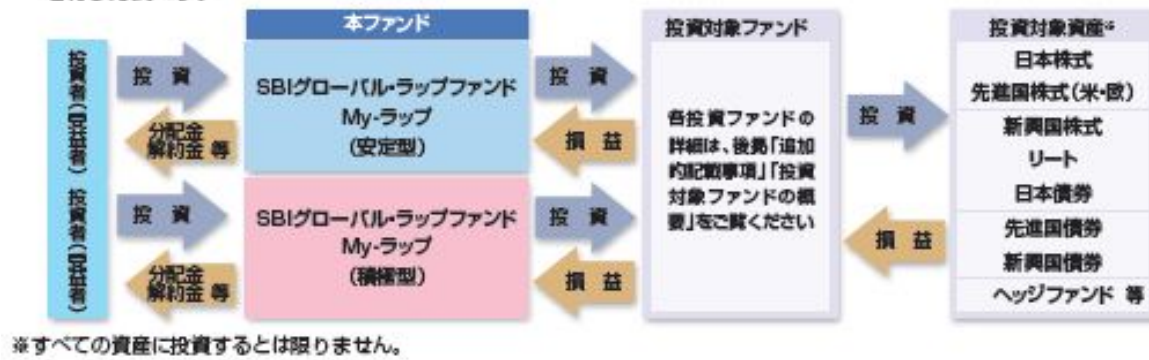 本ファンド
投資対象ファンド
投資対象資産※
投資者(受益者)
投資
分配金
解約金 等
SBIグローバル・ラップファンド
My-ラップ
(安定型)
投資
損益
投資者(受益者)
投資
分配金
解約金 等
SBIグローバル・ラップファンド
My-ラップ
(積極型)
投資
損益
各投資ファンドの
詳細は、後掲「追加
的記載事項」「投資
対象ファンドの概
要」をご覧ください
投資
損益
日本株式
先進国株式(米・欧)
新興国株式
リート
日本債券
先進国債券
新興国債券
ヘッジファンド 等
※すべての資産に投資するとは限りません。